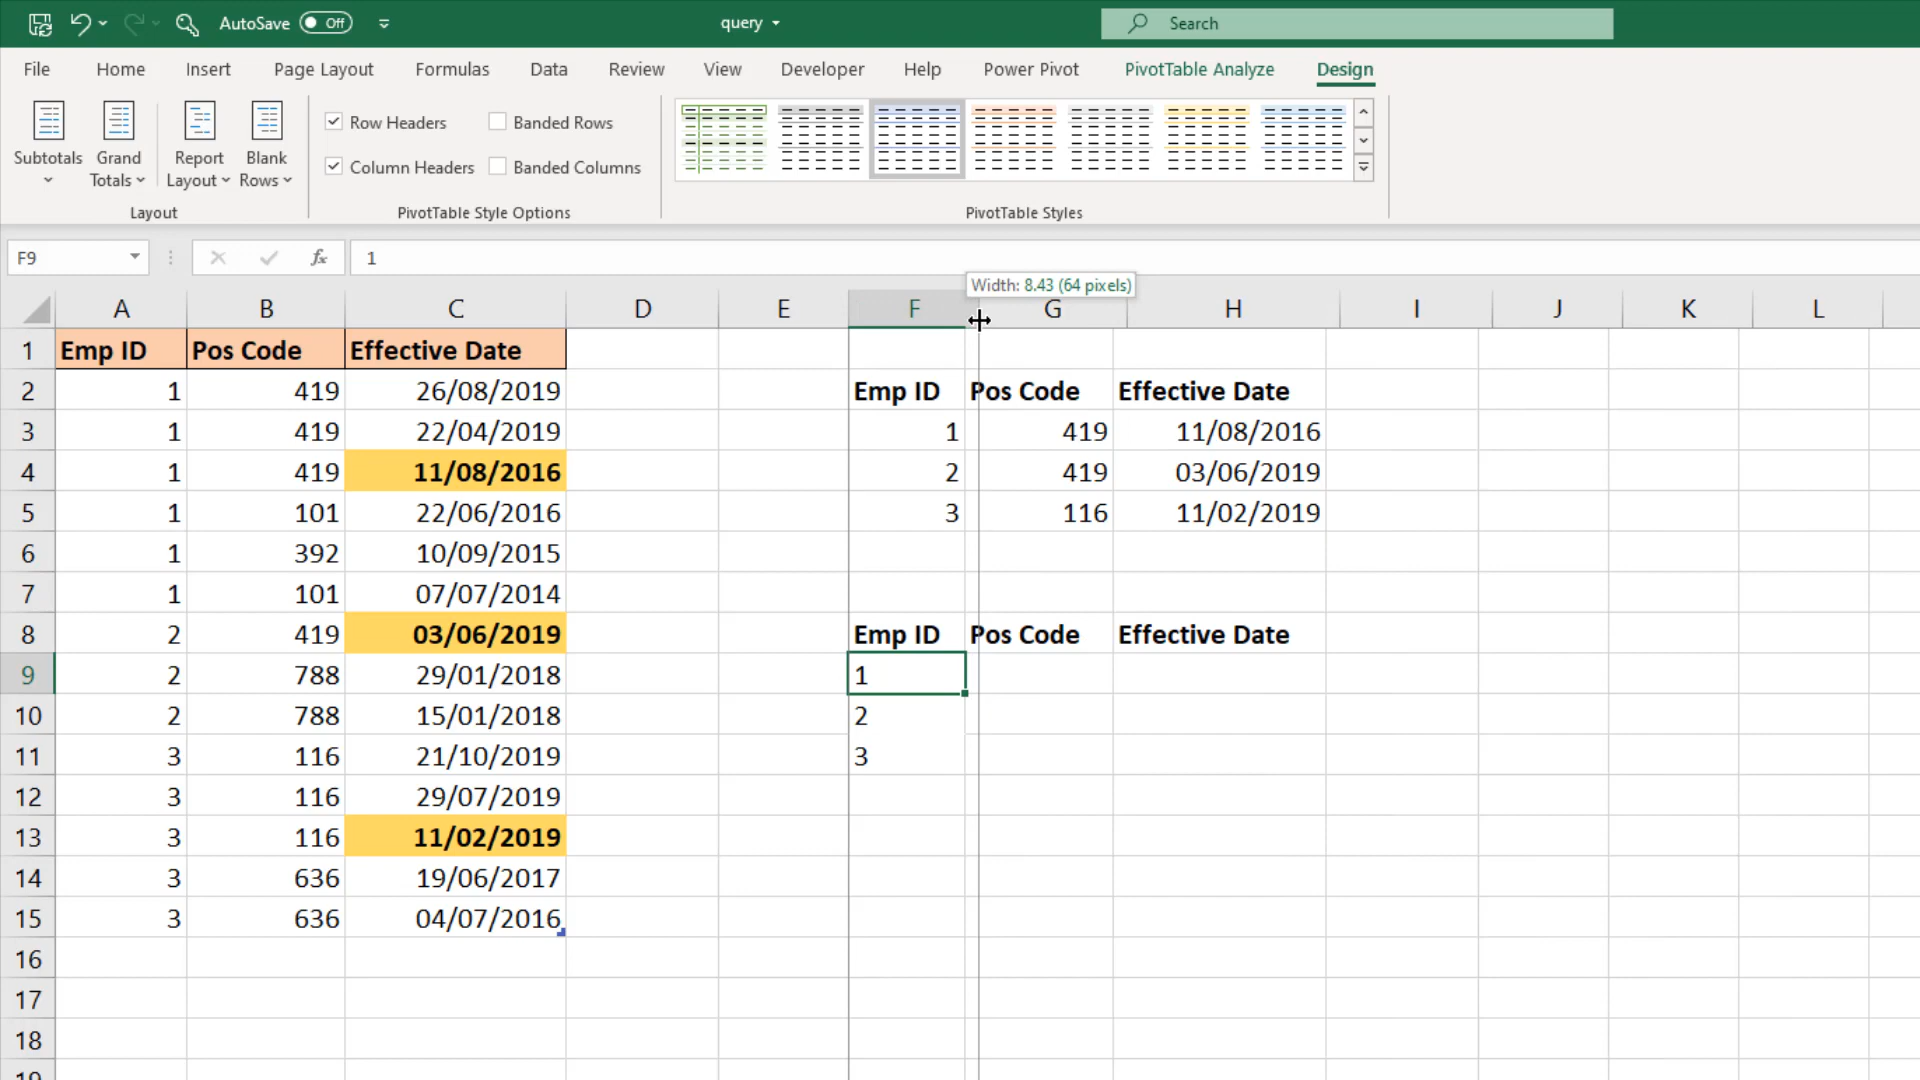 AutoSave Off query Search
File Home Insert Page Layout Formulas Data Review View Developer Help Power Pivot PivotTable Analyze Design
Subtotals Grand Totals Report Layout Blank Rows
Row Headers Banded Rows
Column Headers Banded Columns
Layout PivotTable Style Options PivotTable Styles
F9 fx 1
Width: 8.43 (64 pixels)
A B C D E F G H I J K L
1 Emp ID Pos Code Effective Date
2 1 419 26/08/2019 Emp ID Pos Code Effective Date
3 1 419 22/04/2019 1 419 11/08/2016
4 1 419 11/08/2016 2 419 03/06/2019
5 1 101 22/06/2016 3 116 11/02/2019
6 1 392 10/09/2015
7 1 101 07/07/2014
8 2 419 03/06/2019 Emp ID Pos Code Effective Date
9 2 788 29/01/2018 1
10 2 788 15/01/2018 2
11 3 116 21/10/2019 3
12 3 116 29/07/2019
13 3 116 11/02/2019
14 3 636 19/06/2017
15 3 636 04/07/2016
16
17
18
19